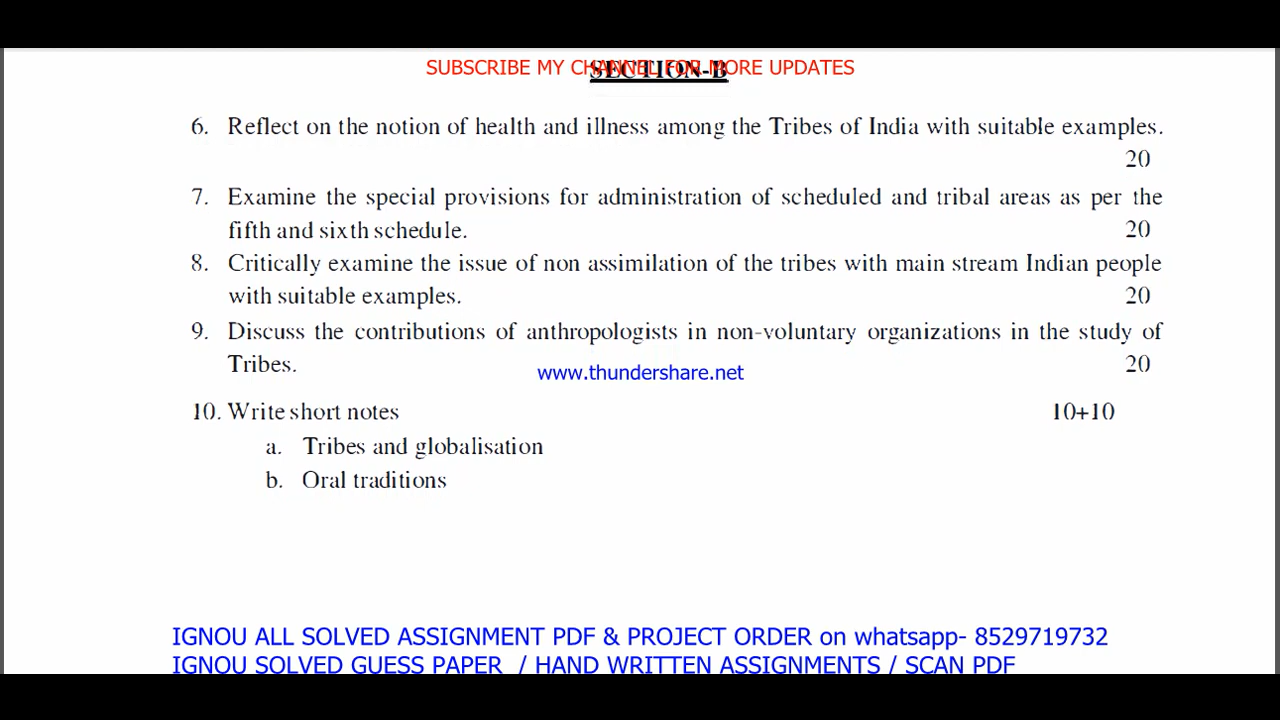 SUBSCRIBE MY CHANNEL FOR MORE UPDATES
SECTION-B
6. Reflect on the notion of health and illness among the Tribes of India with suitable examples.
20
7. Examine the special provisions for administration of scheduled and tribal areas as per the
fifth and sixth schedule. 20
8. Critically examine the issue of non assimilation of the tribes with main stream Indian people
with suitable examples. 20
9. Discuss the contributions of anthropologists in non-voluntary organizations in the study of
Tribes. 20
www.thundershare.net
10. Write short notes 10+10
a. Tribes and globalisation
b. Oral traditions
IGNOU ALL SOLVED ASSIGNMENT PDF & PROJECT ORDER on whatsapp- 8529719732
IGNOU SOLVED GUESS PAPER / HAND WRITTEN ASSIGNMENTS / SCAN PDF